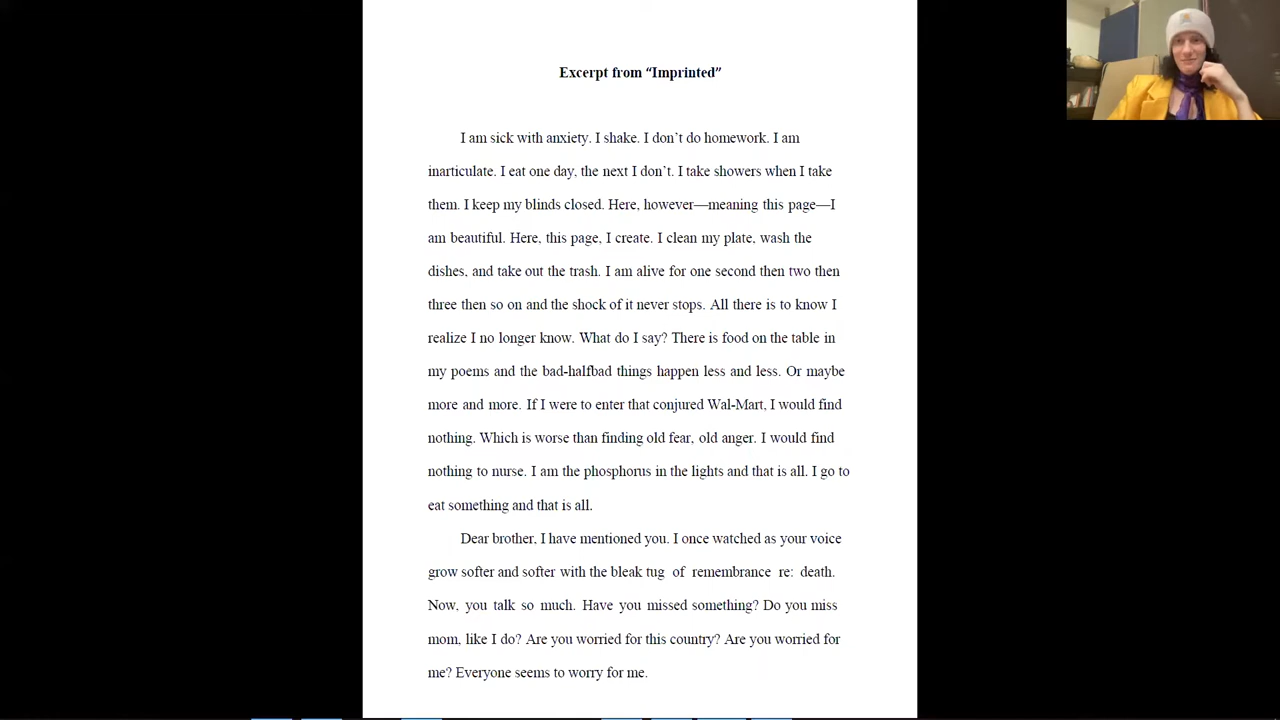 Excerpt from “Imprinted”
I am sick with anxiety. I shake. I don’t do homework. I am
inarticulate. I eat one day, the next I don’t. I take showers when I take
them. I keep my blinds closed. Here, however—meaning this page—I
am beautiful. Here, this page, I create. I clean my plate, wash the
dishes, and take out the trash. I am alive for one second then two then
three then so on and the shock of it never stops. All there is to know I
realize I no longer know. What do I say? There is food on the table in
my poems and the bad-halfbad things happen less and less. Or maybe
more and more. If I were to enter that conjured Wal-Mart, I would find
nothing. Which is worse than finding old fear, old anger. I would find
nothing to nurse. I am the phosphorus in the lights and that is all. I go to
eat something and that is all.
Dear brother, I have mentioned you. I once watched as your voice
grow softer and softer with the bleak tug of remembrance re: death.
Now, you talk so much. Have you missed something? Do you miss
mom, like I do? Are you worried for this country? Are you worried for
me? Everyone seems to worry for me.